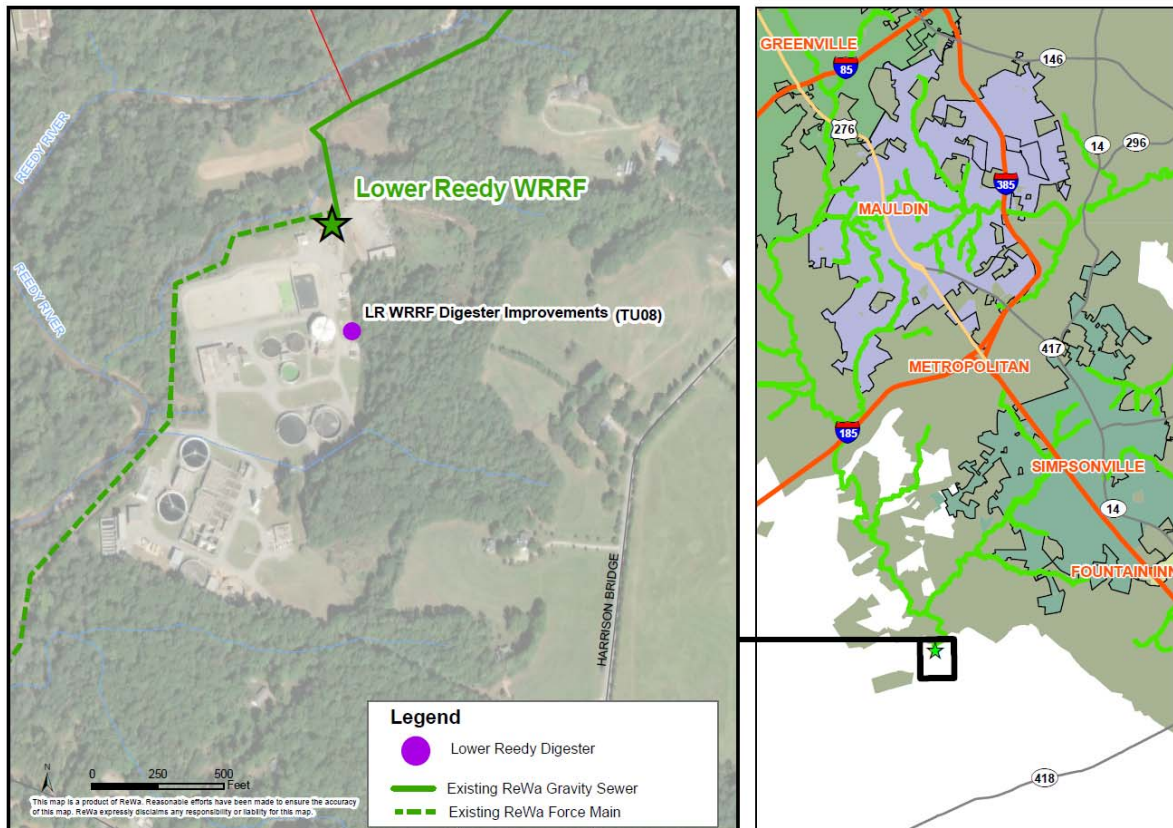 REEDY RIVER
REEDY RIVER
Lower Reedy WRRF
LR WRRF Digester Improvements (TU08)
HARRISON BRIDGE
Legend
Lower Reedy Digester
Existing ReWa Gravity Sewer
Existing ReWa Force Main
N
0 250 500
Feet
This map is a product of ReWa. Reasonable efforts have been made to ensure the accuracy
of this map. ReWa expressly disclaims any responsibility or liability for this map.
GREENVILLE
85
146
276
14
296
385
MAULDIN
417
METROPOLITAN
185
SIMPSONVILLE
14
FOUNTAIN INN
418